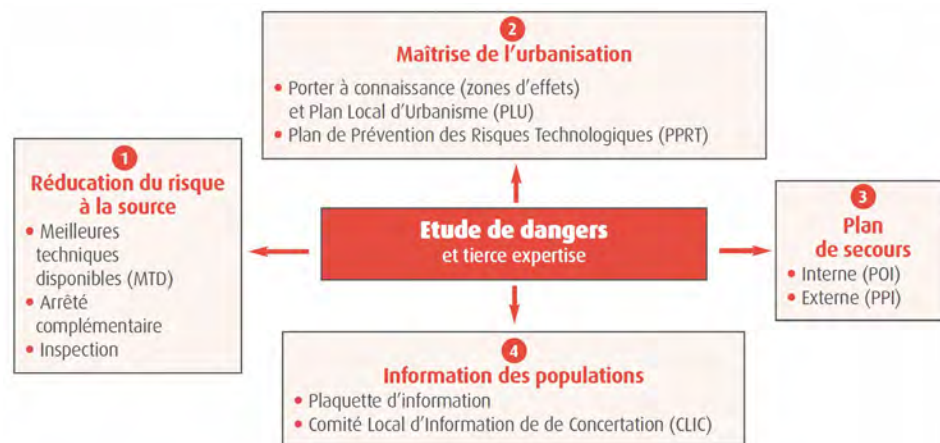 2
Maîtrise de l'urbanisation
• Porter à connaissance (zones d'effets)
et Plan Local d'Urbanisme (PLU)
• Plan de Prévention des Risques Technologiques (PPRT)
1
Réducation du risque
à la source
• Meilleures
techniques
disponibles (MTD)
• Arrêté
complémentaire
• Inspection
Etude de dangers
et tierce expertise
3
Plan
de secours
• Interne (POI)
• Externe (PPI)
4
Information des populations
• Plaquette d'information
• Comité Local d'Information de de Concertation (CLIC)